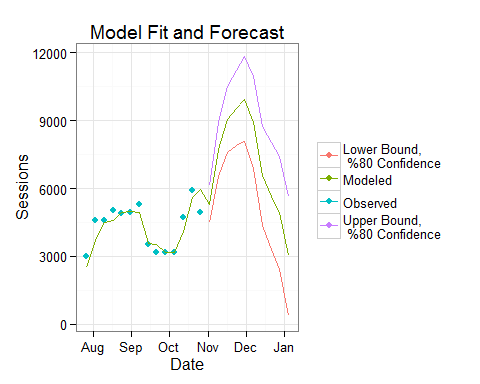 Model Fit and Forecast
Sessions
12000
9000
6000
3000
0
Aug Sep Oct Nov Dec Jan
Date
Lower Bound,
%80 Confidence
Modeled
Observed
Upper Bound,
%80 Confidence